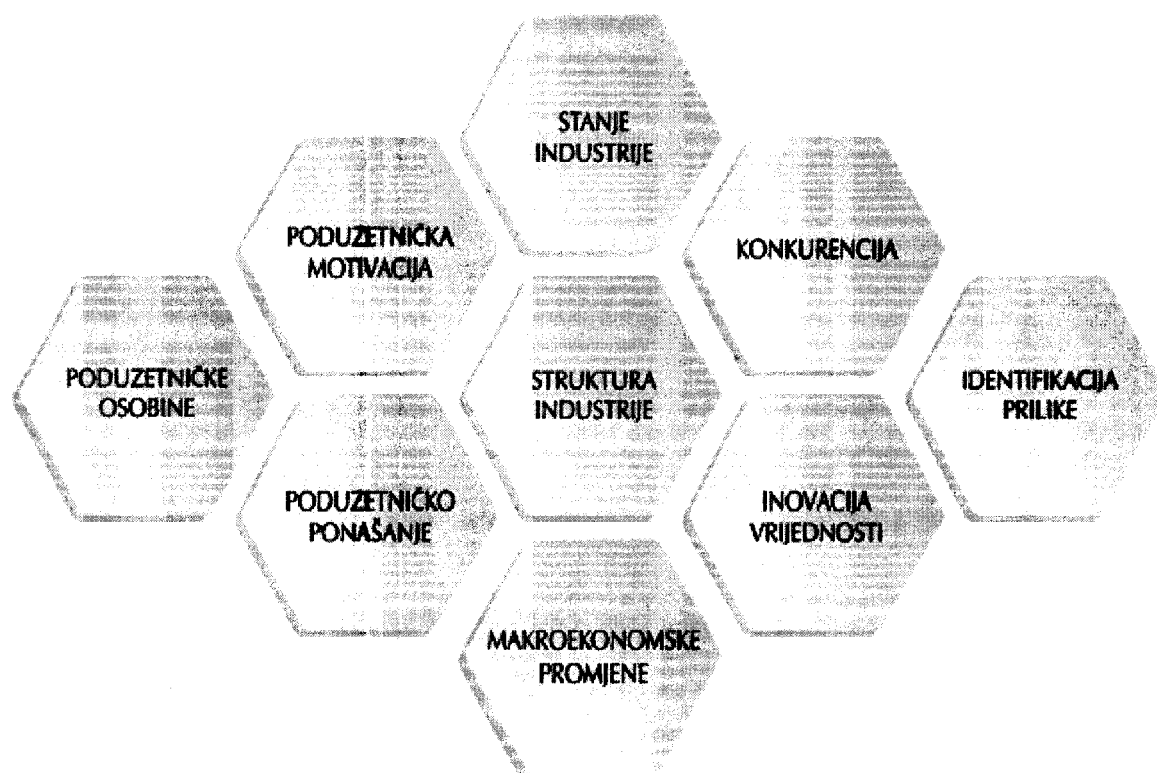 STANJE
INDUSTRIJE
PODUZETNIČKA
MOTIVACIJA
KONKURENCIJA
PODUZETNIČKE
OSOBINE
STRUKTURA
INDUSTRIJE
IDENTIFIKACIJA
PRILIKE
PODUZETNIČKO
PONAŠANJE
INOVACIJA
VRIJEDNOSTI
MAKROEKONOMSKE
PROMJENE